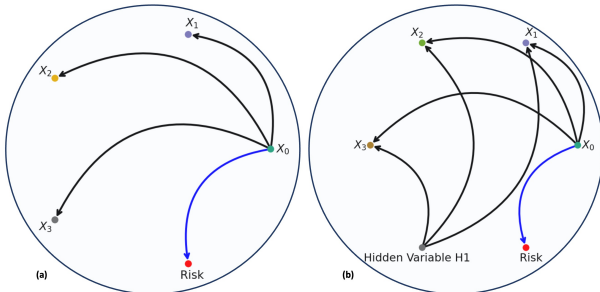 X₁
X₂
X₀
X₃
(a)
Risk
X₂
X₁
X₃
X₀
Hidden Variable H1
Risk
(b)